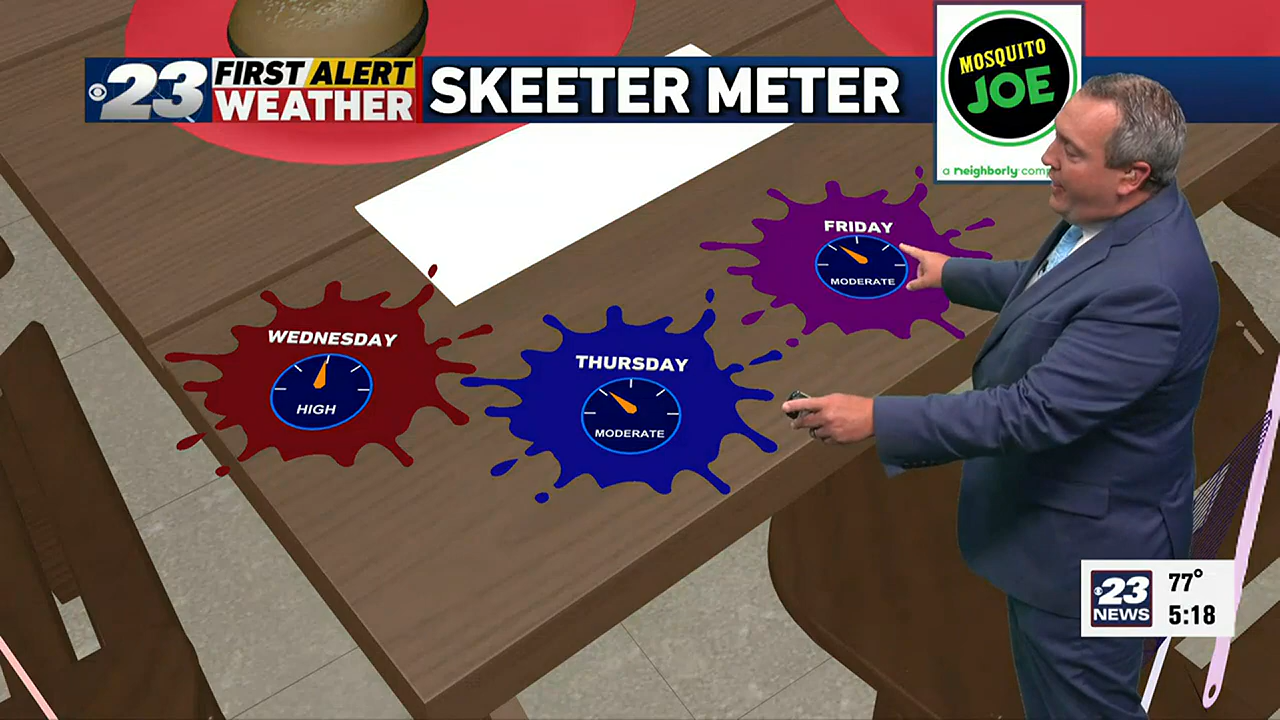 23
FIRST ALERT
WEATHER
SKEETER METER
MOSQUITO
JOE
a neighborly comp
FRIDAY
MODERATE
WEDNESDAY
HIGH
THURSDAY
MODERATE
23
NEWS
77°
5:18